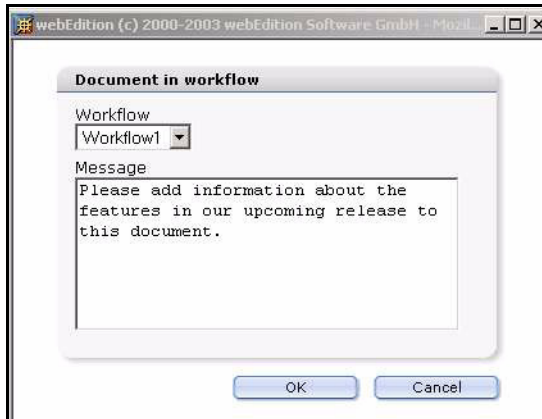 webEdition (c) 2000-2003 webEdition Software GmbH - Mozil...
Document in workflow
Workflow
Workflow1
Message
Please add information about the
features in our upcoming release to
this document.
OK
Cancel